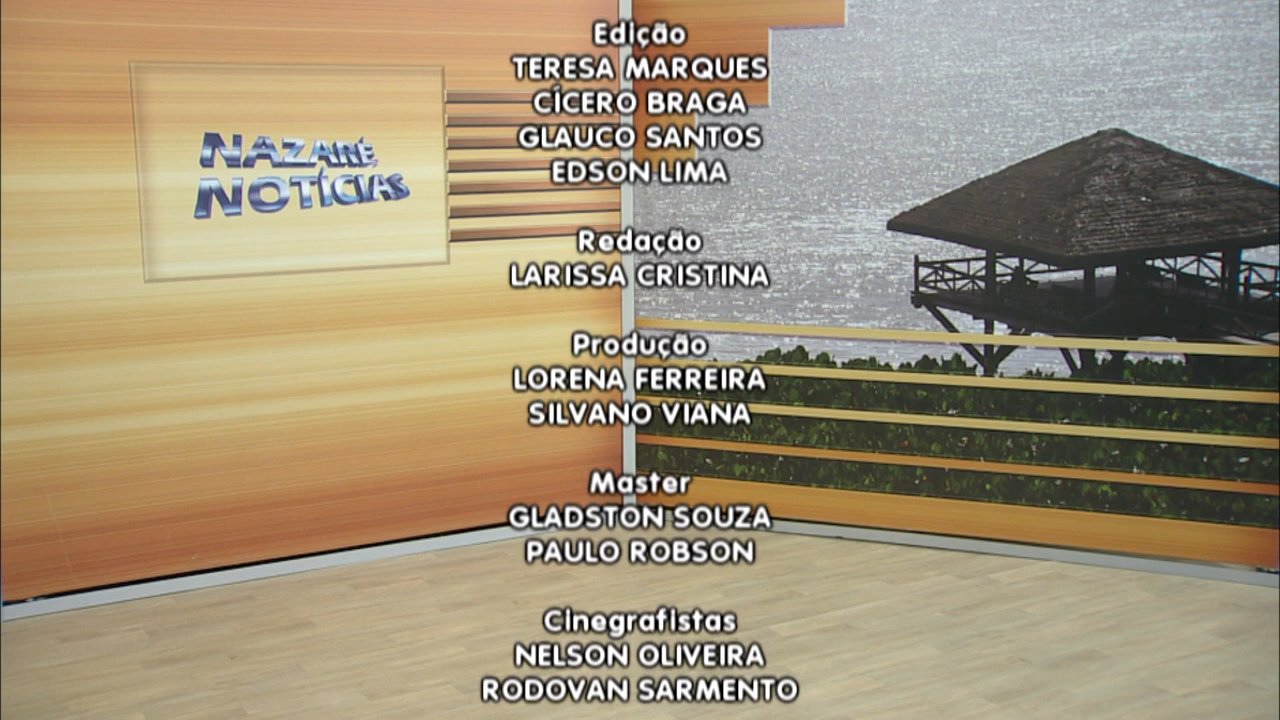 NAZARÉ
NOTÍCIAS
Edição
TERESA MARQUES
CÍCERO BRAGA
GLAUCO SANTOS
EDSON LIMA
Redação
LARISSA CRISTINA
Produção
LORENA FERREIRA
SILVANO VIANA
Master
GLADSTON SOUZA
PAULO ROBSON
Cinegrafistas
NELSON OLIVEIRA
RODOVAN SARMENTO